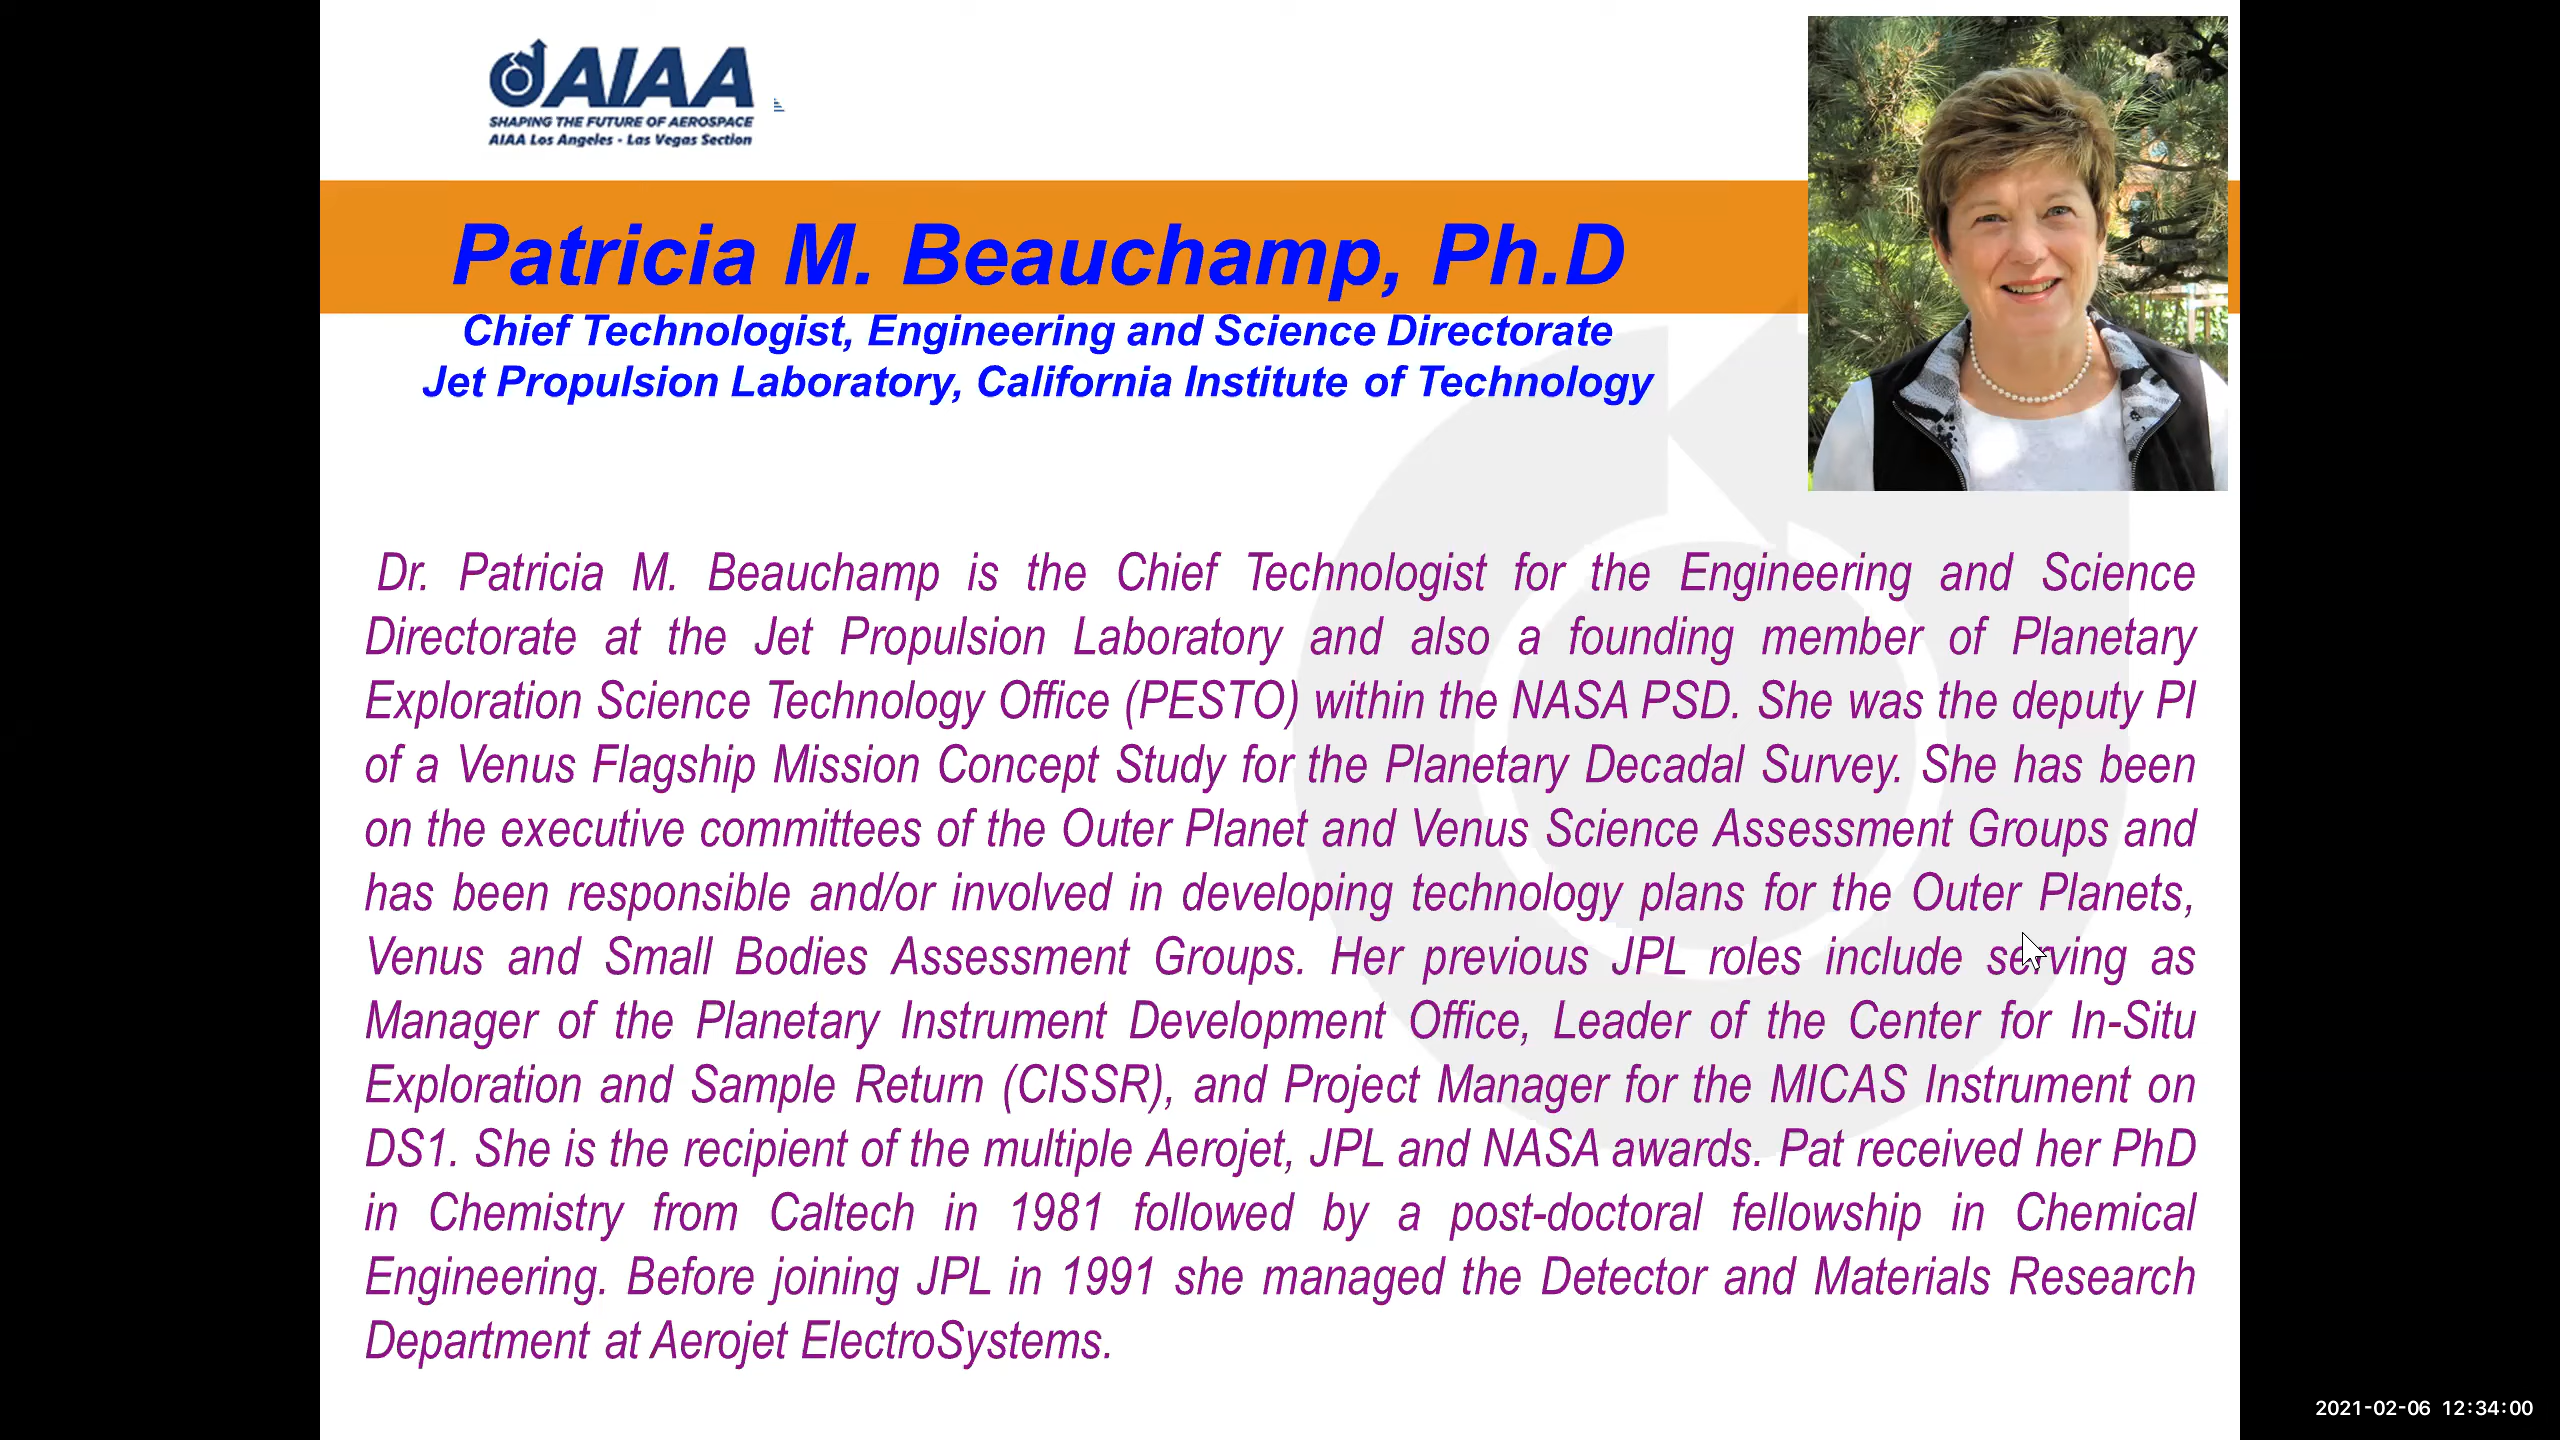 AIAA
SHAPING THE FUTURE OF AEROSPACE
AIAA Los Angeles - Las Vegas Section
Patricia M. Beauchamp, Ph.D
Chief Technologist, Engineering and Science Directorate
Jet Propulsion Laboratory, California Institute of Technology
Dr. Patricia M. Beauchamp is the Chief Technologist for the Engineering and Science
Directorate at the Jet Propulsion Laboratory and also a founding member of Planetary
Exploration Science Technology Office (PESTO) within the NASA PSD. She was the deputy PI
of a Venus Flagship Mission Concept Study for the Planetary Decadal Survey. She has been
on the executive committees of the Outer Planet and Venus Science Assessment Groups and
has been responsible and/or involved in developing technology plans for the Outer Planets,
Venus and Small Bodies Assessment Groups. Her previous JPL roles include serving as
Manager of the Planetary Instrument Development Office, Leader of the Center for In-Situ
Exploration and Sample Return (CISSR), and Project Manager for the MICAS Instrument on
DS1. She is the recipient of the multiple Aerojet, JPL and NASA awards. Pat received her PhD
in Chemistry from Caltech in 1981 followed by a post-doctoral fellowship in Chemical
Engineering. Before joining JPL in 1991 she managed the Detector and Materials Research
Department at Aerojet ElectroSystems.
2021-02-06 12:34:00